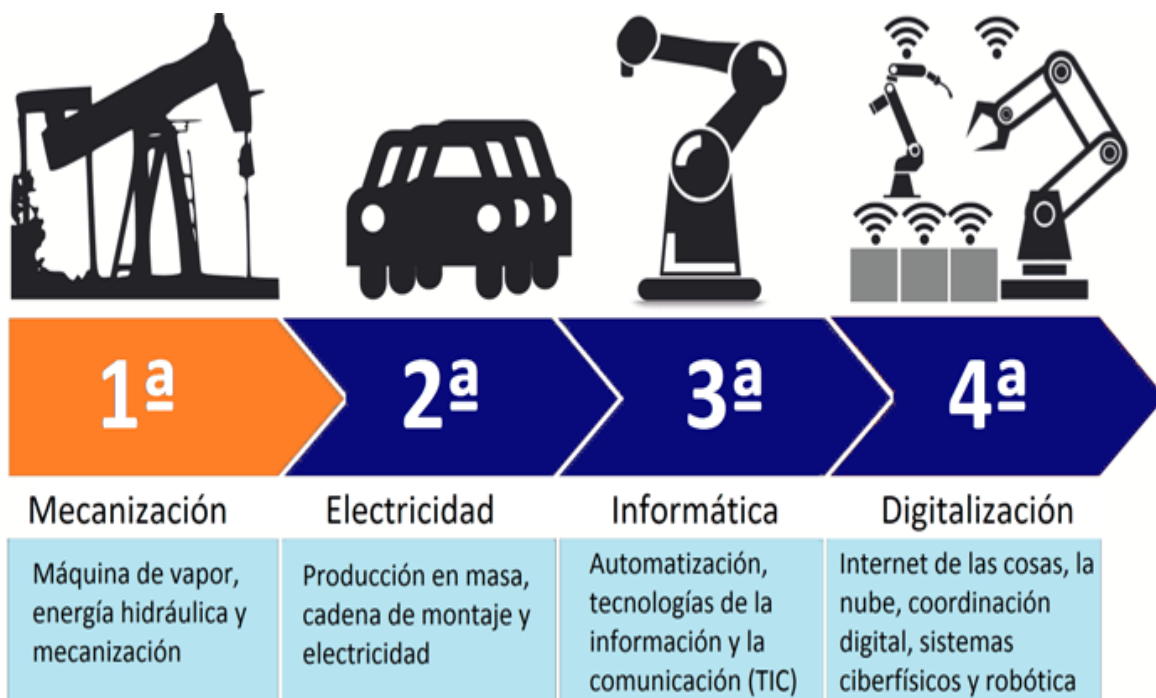 1ª
2ª
3ª
4ª
Mecanización
Electricidad
Informática
Digitalización
Máquina de vapor,
energía hidráulica y
mecanización
Producción en masa,
cadena de montaje y
electricidad
Automatización,
tecnologías de la
información y la
comunicación (TIC)
Internet de las cosas, la
nube, coordinación
digital, sistemas
ciberfísicos y robótica